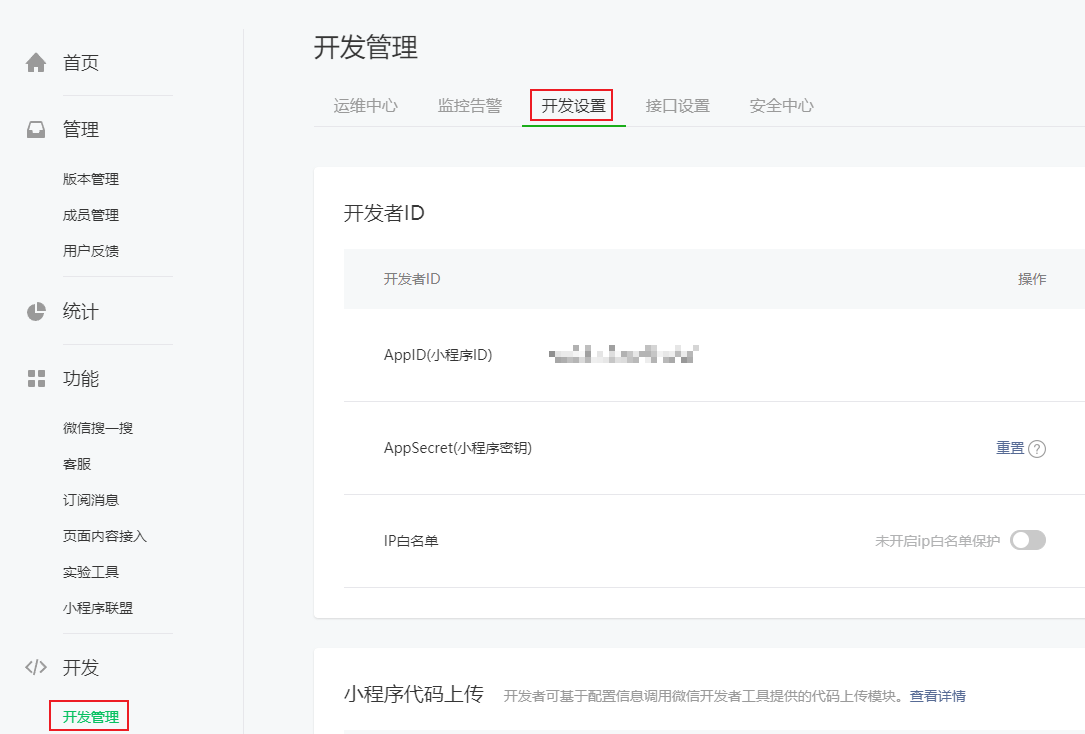 首页
管理
版本管理
成员管理
用户反馈
统计
功能
微信搜一搜
客服
订阅消息
页面内容接入
实验工具
小程序联盟
开发
开发管理
开发管理
运维中心 监控告警 开发设置 接口设置 安全中心
开发者ID
开发者ID 操作
AppID(小程序ID)
AppSecret(小程序密钥) 重置 ?
IP白名单 未开启ip白名单保护
小程序代码上传 开发者可基于配置信息调用微信开发者工具提供的代码上传模块。查看详情